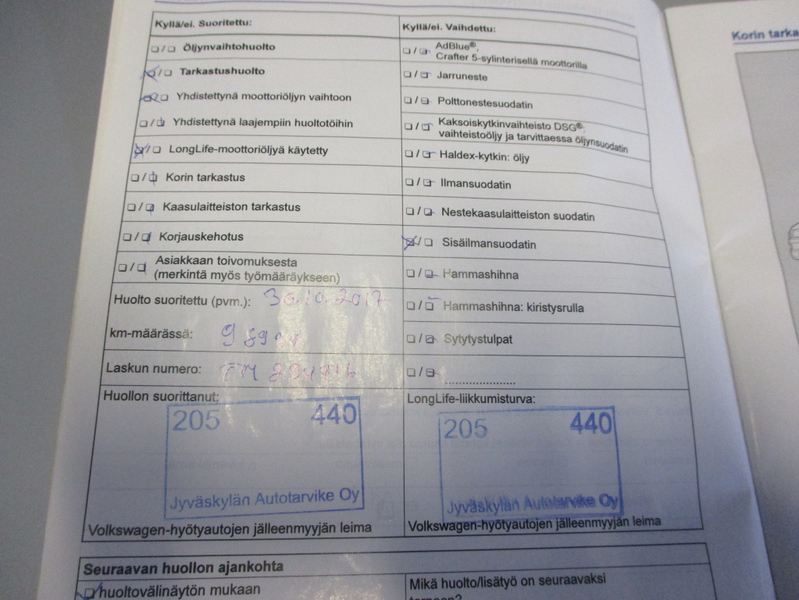 Kyllä/ei. Suoritettu:
Öljynvaihtohuolto
Tarkastushuolto
Yhdistettynä moottoriöljyn vaihtoon
Yhdistettynä laajempiin huoltotöihin
LongLife-moottoriöljyä käytetty
Korin tarkastus
Kaasulaitteiston tarkastus
Korjauskehotus
Asiakkaan toivomuksesta
(merkintä myös työmääräykseen)
Huolto suoritettu (pvm.): 30.10.2017
km-määrässä:
Laskun numero:
Huollon suorittanut:
205 440
Jyväskylän Autotarvike Oy
Volkswagen-hyötyautojen jälleenmyyjän leima
Kyllä/ei. Vaihdettu:
AdBlue®,
Crafter 5-sylinterisellä moottorilla
Jarruneste
Polttonestesuodatin
Kaksoiskytkinvaihteisto DSG®:
vaihteistoöljy ja tarvittaessa öljynsuodatin
Haldex-kytkin: öljy
Ilmansuodatin
Nestekaasulaitteiston suodatin
Sisäilmansuodatin
Hammashihna
Hammashihna: kiristysrulla
Sytytystulpat
LongLife-liikkumisturva:
205 440
Jyväskylän Autotarvike Oy
Volkswagen-hyötyautojen jälleenmyyjän leima
Seuraavan huollon ajankohta
huoltovälinäytön mukaan
Mikä huolto/lisätyö on seuraavaksi
Korin tarka